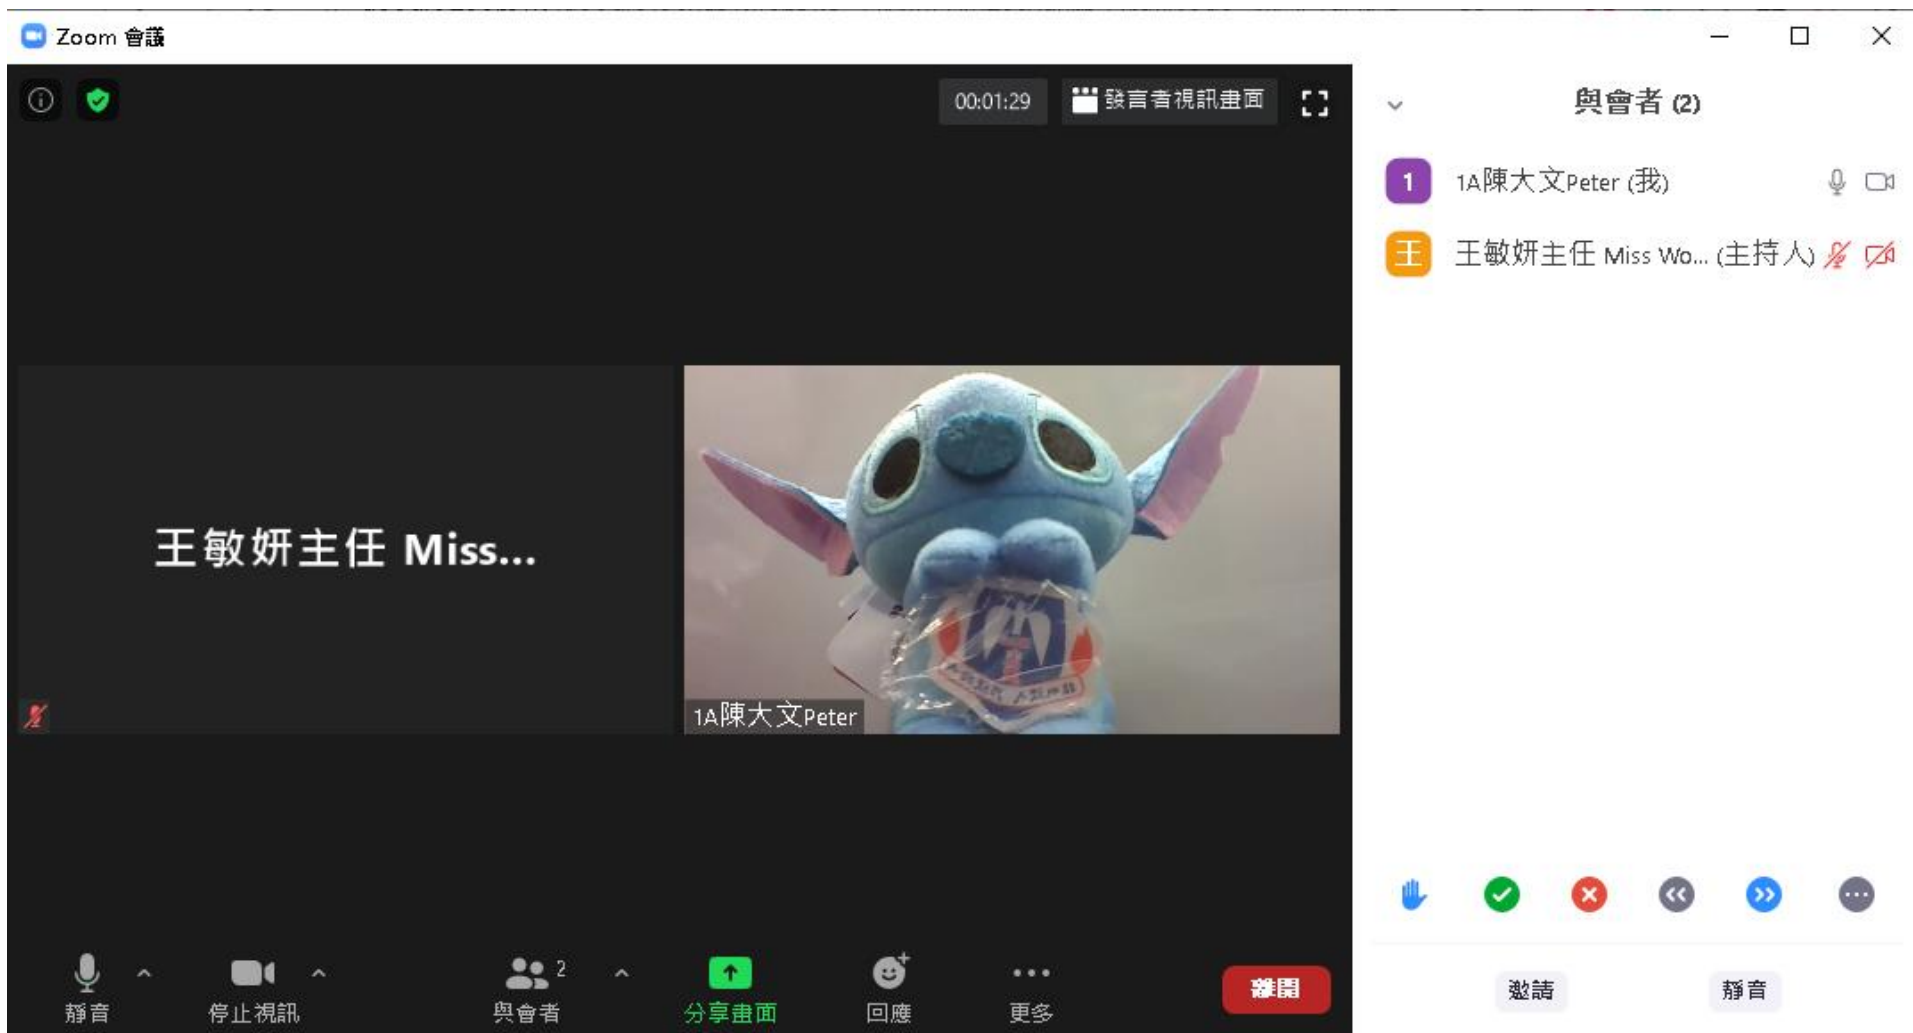 Zoom 會議
00:01:29
發言者視訊畫面
與會者 (2)
1
1A陳大文Peter (我)
王
王敏妍主任 Miss Wo... (主持人)
王敏妍主任 Miss...
1A陳大文Peter
靜音
停止視訊
2
與會者
分享畫面
回應
更多
離開
邀請
靜音